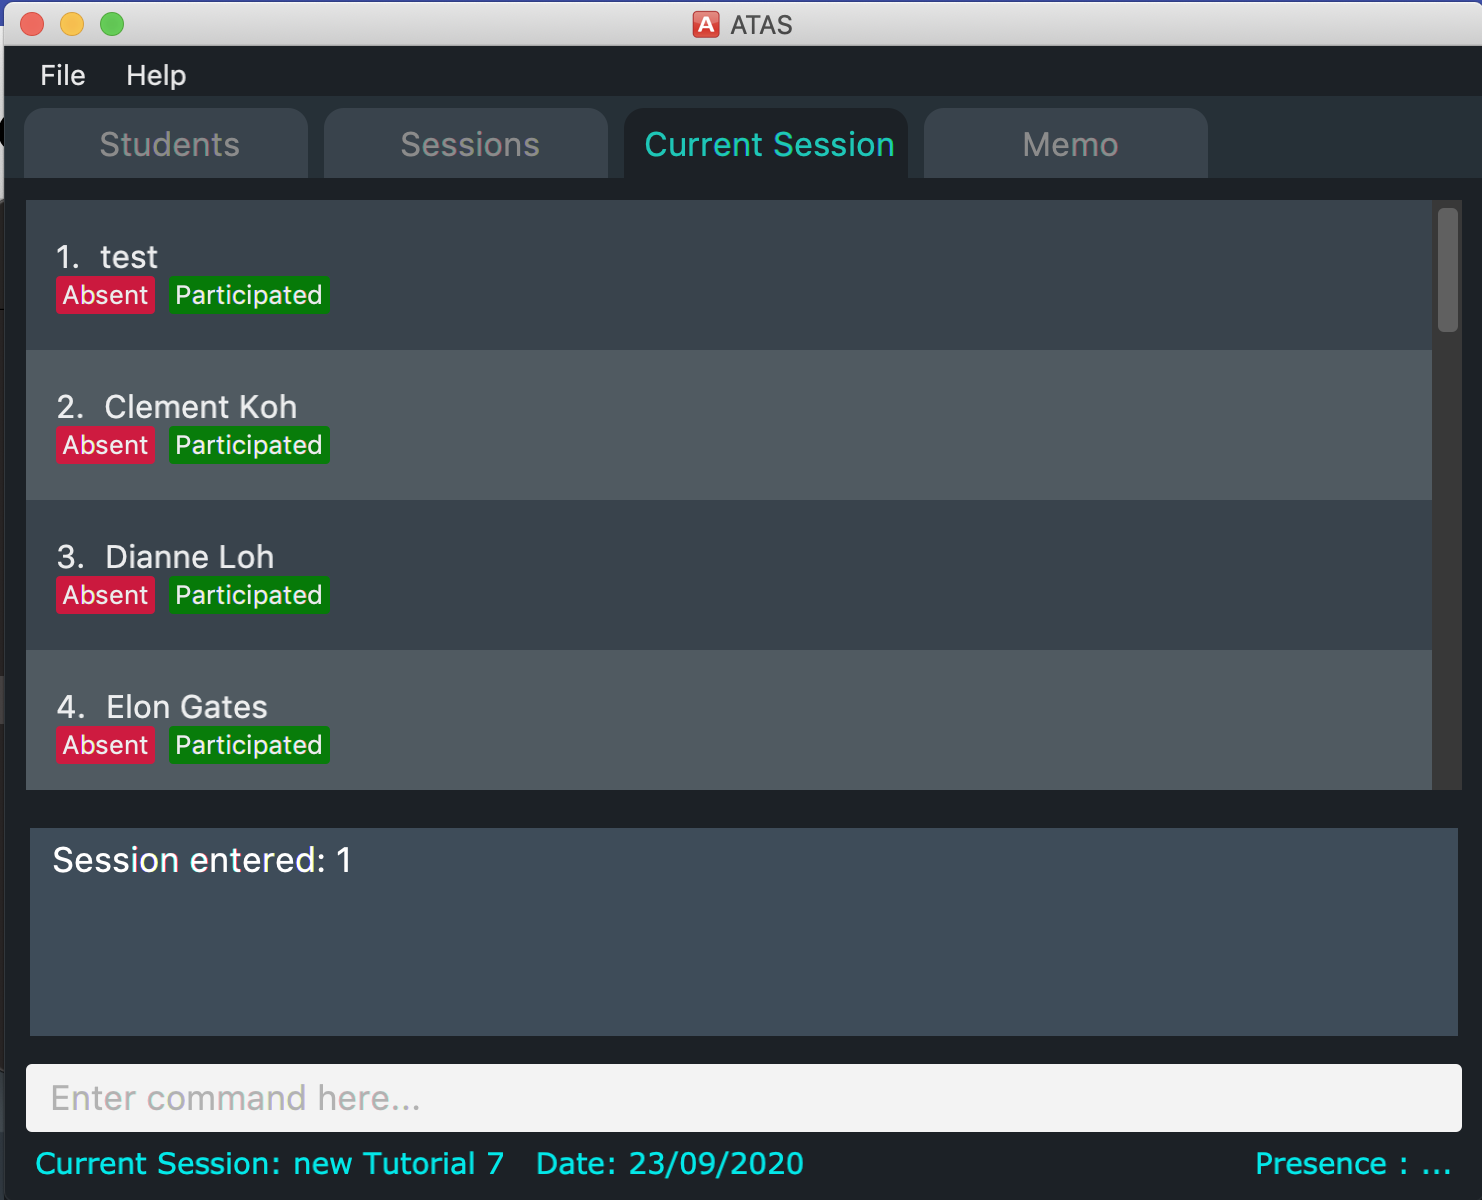 A ATAS
File Help
Students Sessions Current Session Memo
1. test
Absent Participated
2. Clement Koh
Absent Participated
3. Dianne Loh
Absent Participated
4. Elon Gates
Absent Participated
Session entered: 1
Enter command here...
Current Session: new Tutorial 7 Date: 23/09/2020 Presence : ...